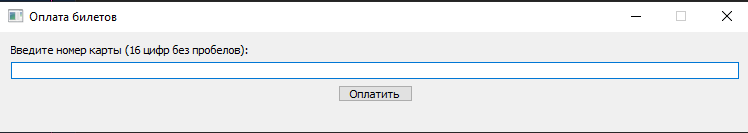 Оплата билетов
Введите номер карты (16 цифр без пробелов):
Оплатить